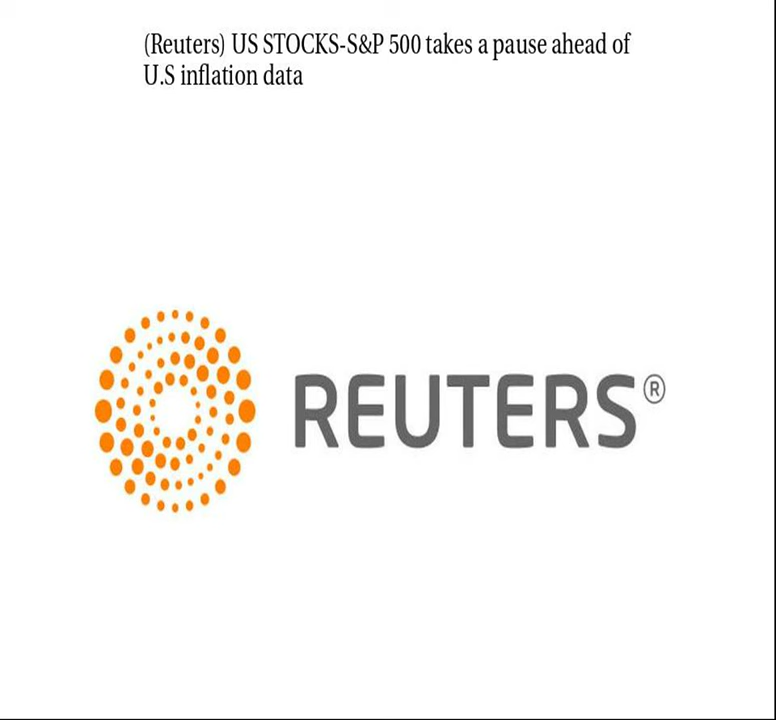 (Reuters) US STOCKS-S&P 500 takes a pause ahead of
U.S inflation data
REUTERS®